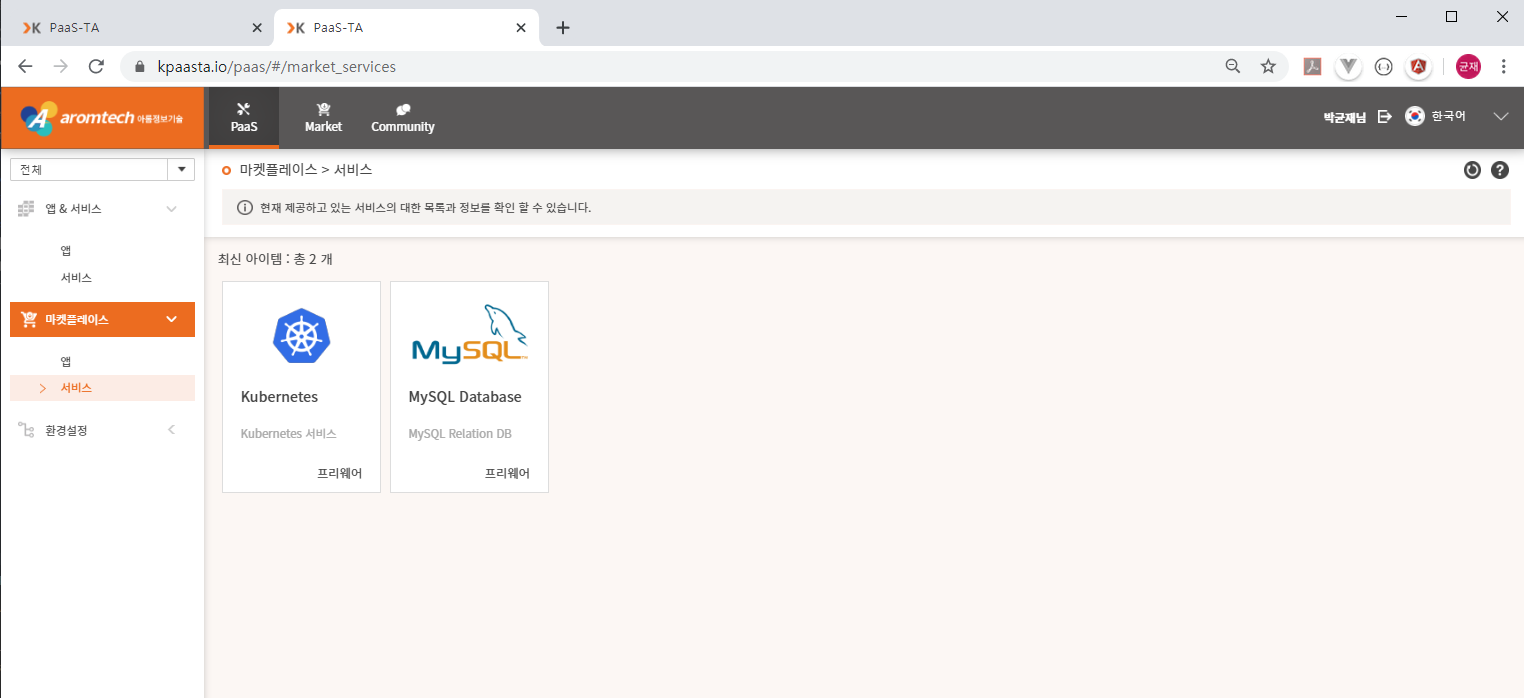 PaaS-TA
PaaS-TA
kpaasta.io/paas/#/market_services
균재
aromtech 아롬정보기술
PaaS
Market
Community
박균재님
한국어
전체
앱 & 서비스
앱
서비스
마켓플레이스
앱
서비스
환경설정
마켓플레이스 > 서비스
현재 제공하고 있는 서비스의 대한 목록과 정보를 확인 할 수 있습니다.
최신 아이템 : 총 2 개
Kubernetes
Kubernetes 서비스
프리웨어
MySQL
MySQL Database
MySQL Relation DB
프리웨어